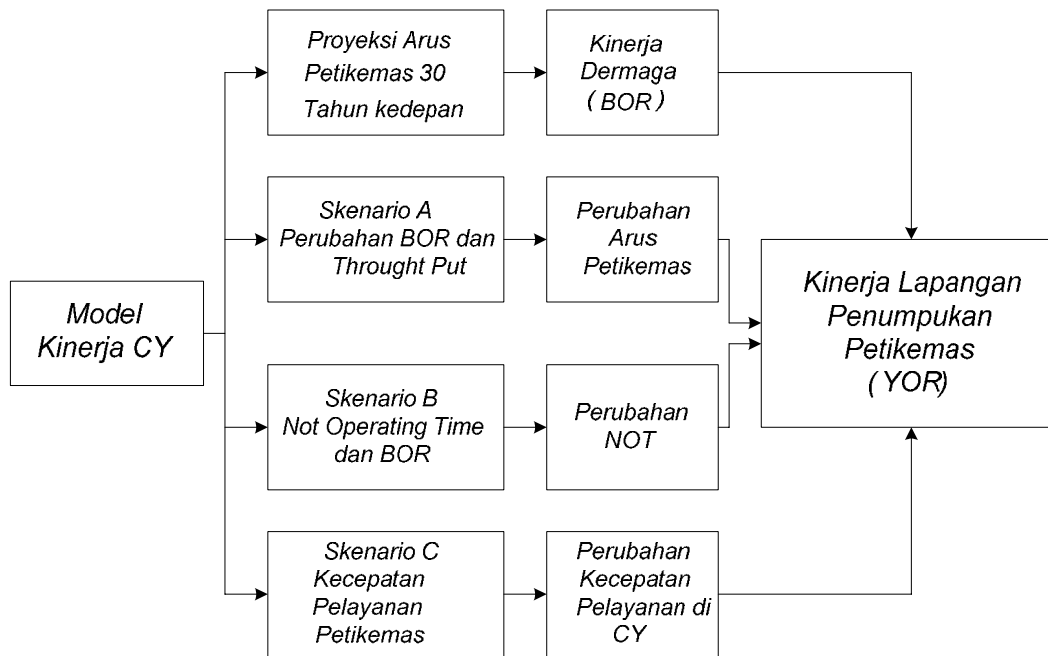 Proyeksi Arus
Petikemas 30
Tahun kedepan
Kinerja
Dermaga
(BOR)
Skenario A
Perubahan BOR dan
Throught Put
Perubahan
Arus
Petikemas
Model
Kinerja CY
Kinerja Lapangan
Penumpukan
Petikemas
(YOR)
Skenario B
Not Operating Time
dan BOR
Perubahan
NOT
Skenario C
Kecepatan
Pelayanan
Petikemas
Perubahan
Kecepatan
Pelayanan di
CY